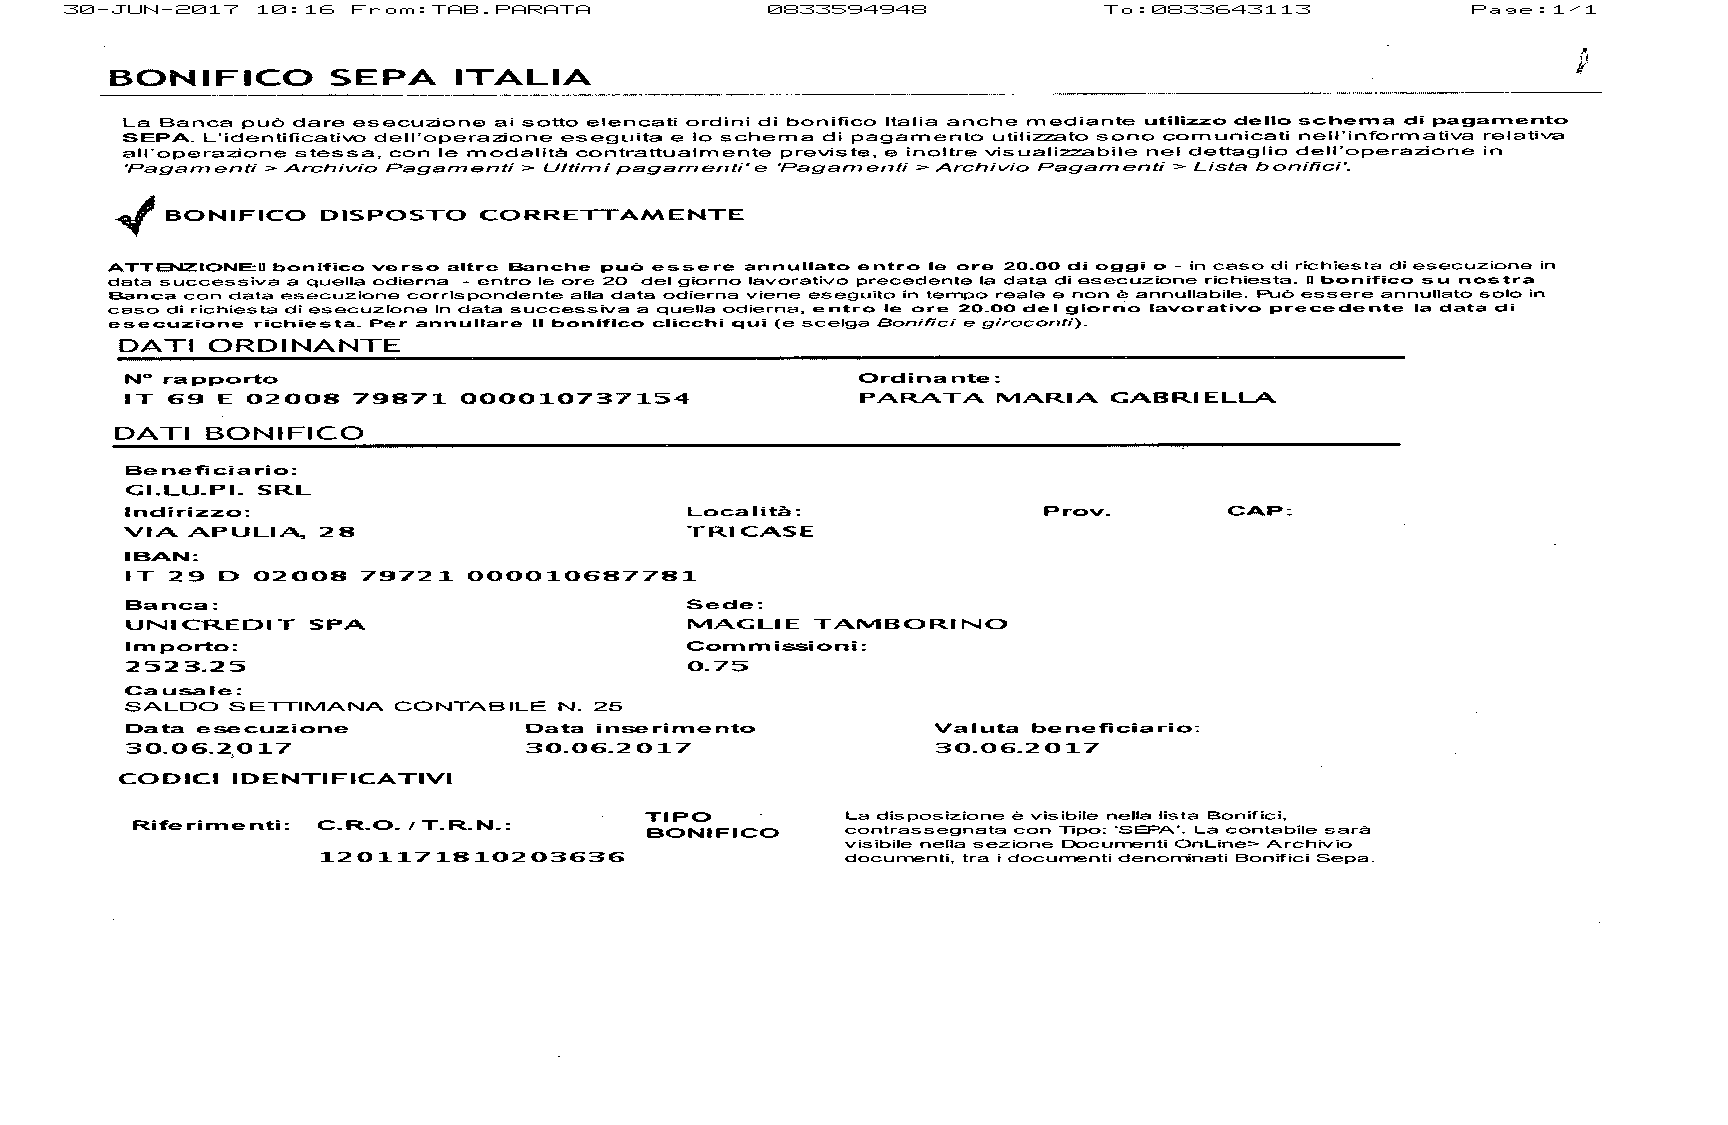 30-JUN-2017 10:16 From:TAB.PARATA 0833594948 To:0833643113 Page:1/1
BONIFICO SEPA ITALIA
La Banca può dare esecuzione ai sotto elencati ordini di bonifico Italia anche mediante utilizzo dello schema di pagamento
SEPA. L'identificativo dell'operazione eseguita e lo schema di pagamento utilizzato sono comunicati nell'informativa relativa
all'operazione stessa, con le modalità contrattualmente previste, e inoltre visualizzabile nel dettaglio dell'operazione in
'Pagamenti > Archivio Pagamenti > Ultimi pagamenti' e 'Pagamenti > Archivio Pagamenti > Lista bonifici'.
BONIFICO DISPOSTO CORRETTAMENTE
ATTENZIONE:Il bonifico verso altre Banche può essere annullato entro le ore 20.00 di oggi o - in caso di richiesta di esecuzione in
data successiva a quella odierna - entro le ore 20 del giorno lavorativo precedente la data di esecuzione richiesta. Il bonifico su nostra
Banca con data esecuzione corrispondente alla data odierna viene eseguito in tempo reale e non è annullabile. Può essere annullato solo in
caso di richiesta di esecuzione in data successiva a quella odierna, entro le ore 20.00 del giorno lavorativo precedente la data di
esecuzione richiesta. Per annullare il bonifico clicchi qui (e scelga Bonifici e giroconti).
DATI ORDINANTE
N° rapporto Ordinante:
IT 69 E 02008 79871 000010737154 PARATA MARIA GABRIELLA
DATI BONIFICO
Beneficiario:
GI.LU.PI. SRL
Indirizzo: Località: Prov. CAP:
VIA APULIA, 28 TRICASE
IBAN:
IT 29 D 02008 79721 000010687781
Banca: Sede:
UNICREDIT SPA MAGLIE TAMBORINO
Importo: Commissioni:
2523.25 0.75
Causale:
SALDO SETTIMANA CONTABILE N. 25
Data esecuzione Data inserimento Valuta beneficiario:
30.06.2017 30.06.2017 30.06.2017
CODICI IDENTIFICATIVI
Riferimenti: C.R.O. / T.R.N.: TIPO BONIFICO
1201171810203636
La disposizione è visibile nella lista Bonifici,
contrassegnata con Tipo: 'SEPA'. La contabile sarà
visibile nella sezione Documenti OnLine> Archivio
documenti, tra i documenti denominati Bonifici Sepa.